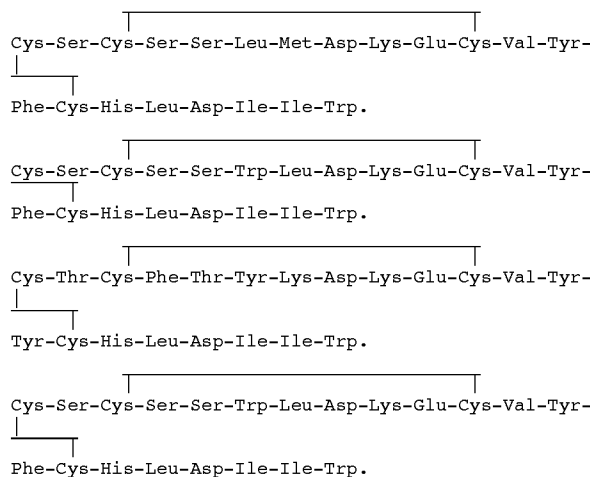 Cys-Ser-Cys-Ser-Ser-Leu-Met-Asp-Lys-Glu-Cys-Val-Tyr-
Phe-Cys-His-Leu-Asp-Ile-Ile-Trp.
Cys-Ser-Cys-Ser-Ser-Trp-Leu-Asp-Lys-Glu-Cys-Val-Tyr-
Phe-Cys-His-Leu-Asp-Ile-Ile-Trp.
Cys-Thr-Cys-Phe-Thr-Tyr-Lys-Asp-Lys-Glu-Cys-Val-Tyr-
Tyr-Cys-His-Leu-Asp-Ile-Ile-Trp.
Cys-Ser-Cys-Ser-Ser-Trp-Leu-Asp-Lys-Glu-Cys-Val-Tyr-
Phe-Cys-His-Leu-Asp-Ile-Ile-Trp.